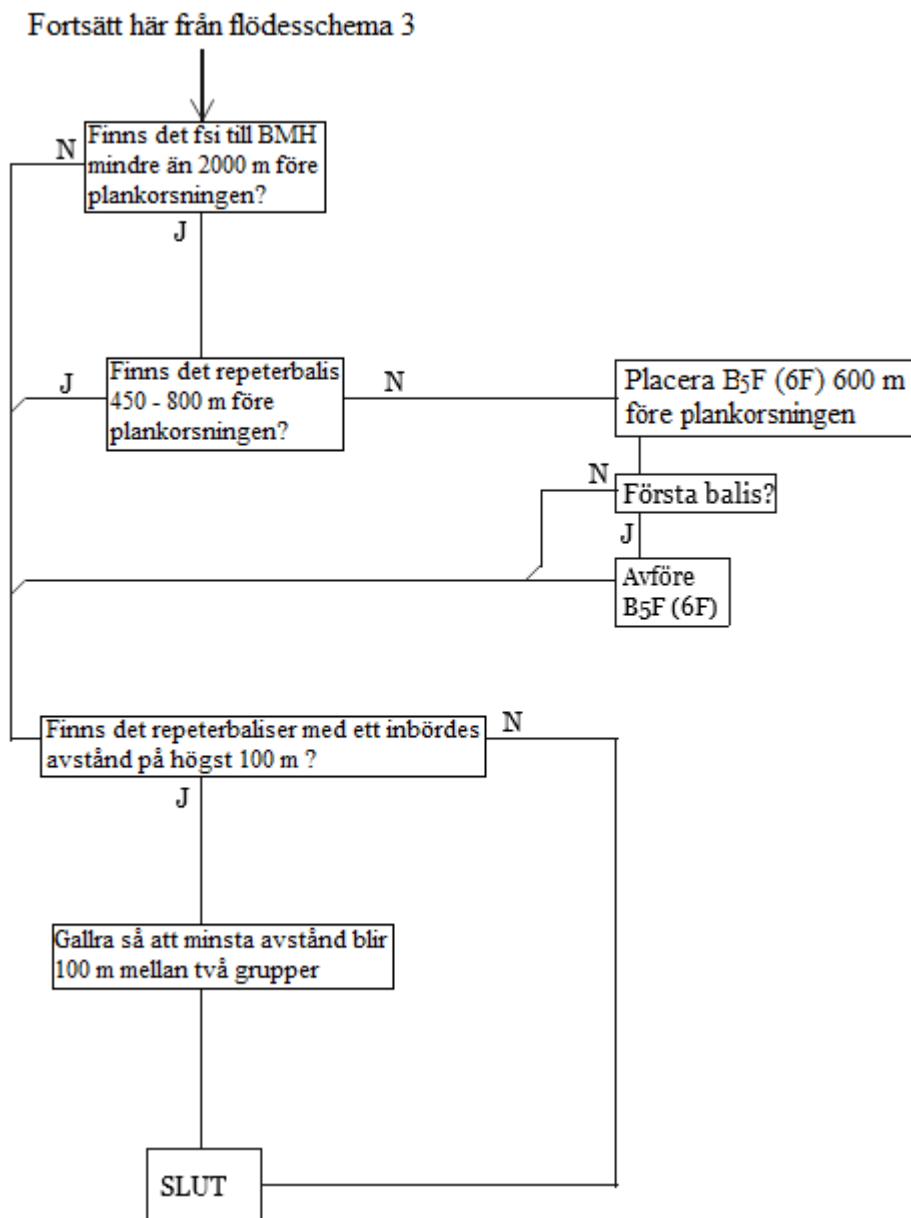 Fortsätt här från flödesschema 3
Finns det fsi till BMH
mindre än 2000 m före
plankorsningen?
N
J
Finns det repeterbalis
450 - 800 m före
plankorsningen?
J
N
Placera B5F (6F) 600 m
före plankorsningen
N
Första balis?
J
Avföre
B5F (6F)
Finns det repeterbaliser med ett inbördes
avstånd på högst 100 m ?
N
J
Gallra så att minsta avstånd blir
100 m mellan två grupper
SLUT